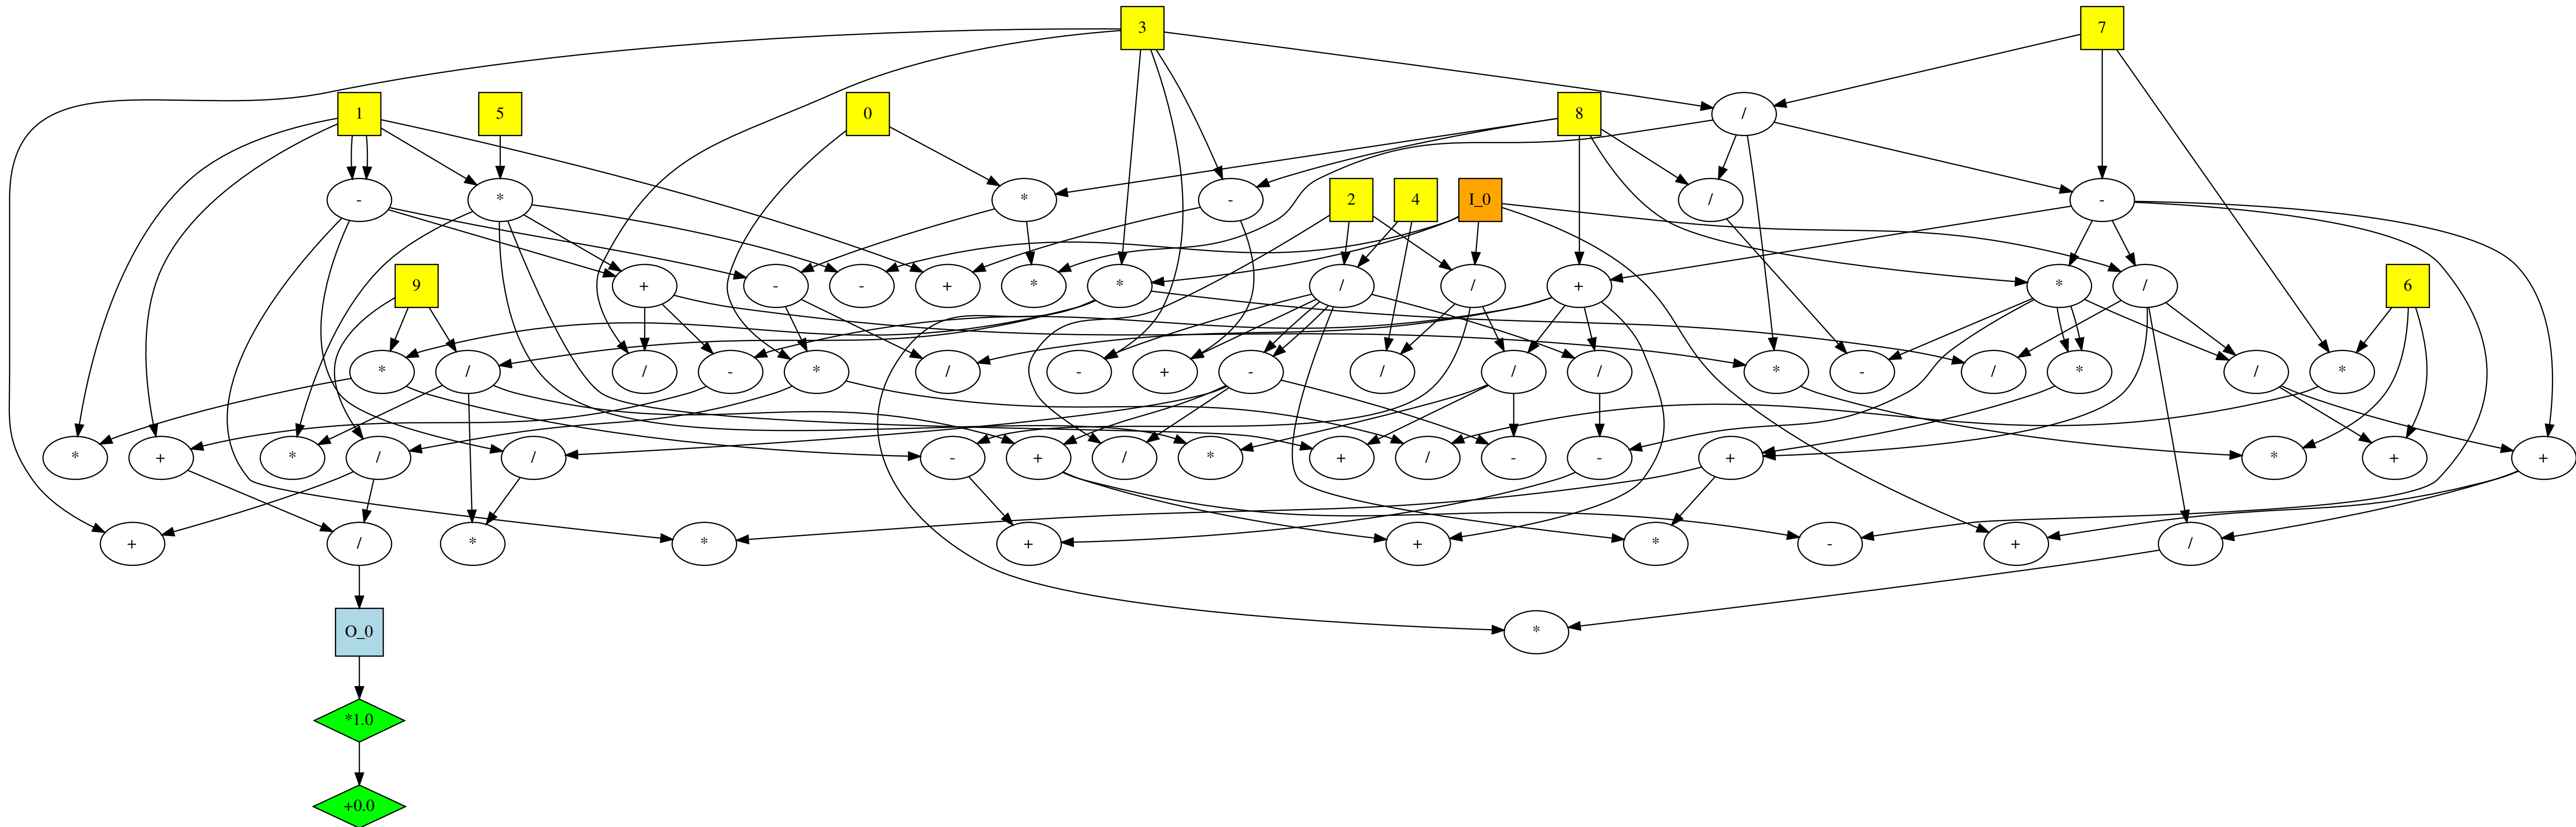 3 7
1 5 0 8 /
- * * - 2 4 I_0 / -
9 + - - + * * / / + * / 6
* / / - * / - + - / / / * - / * / *
* + * / / - + / * + / - - + * + +
+ / * * + + * - + /
O_0 *
*1.0
+0.0